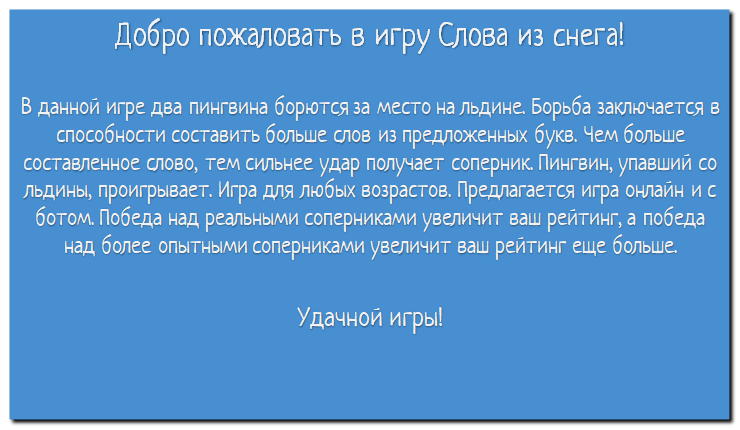 Добро пожаловать в игру Слова из снега!
В данной игре два пингвина борются за место на льдине. Борьба заключается в
способности составить больше слов из предложенных букв. Чем больше
составленное слово, тем сильнее удар получает соперник. Пингвин, упавший со
льдины, проигрывает. Игра для любых возрастов. Предлагается игра онлайн и с
ботом. Победа над реальными соперниками увеличит ваш рейтинг, а победа
над более опытными соперниками увеличит ваш рейтинг еще больше.
Удачной игры!